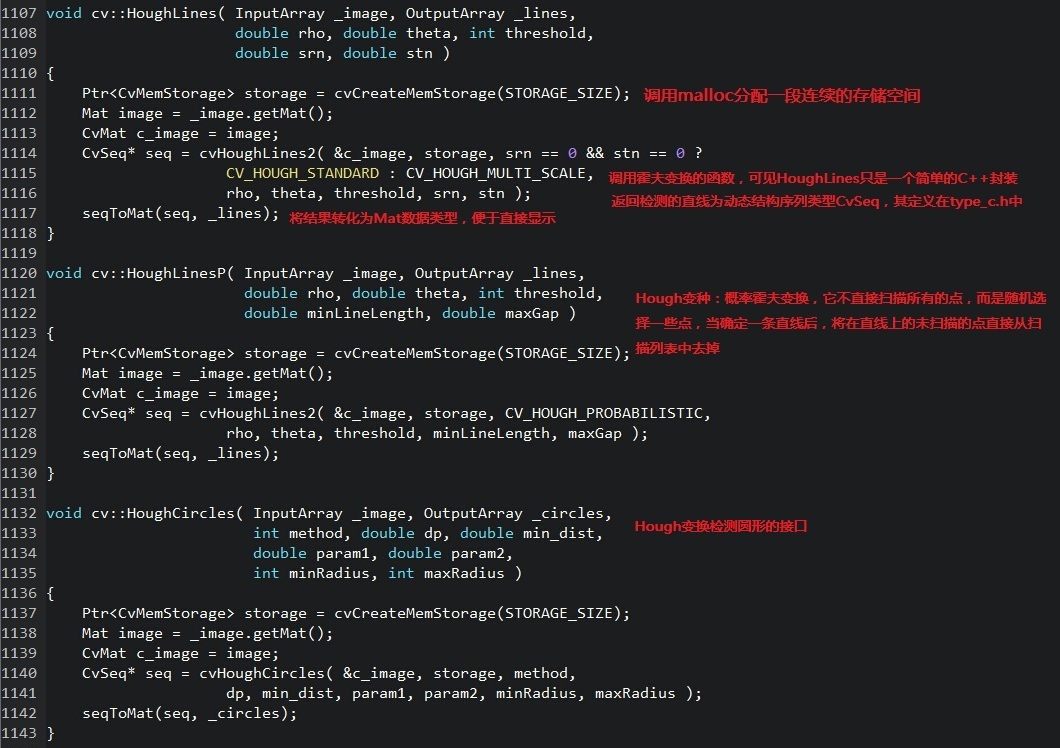 1107 void cv::HoughLines( InputArray _image, OutputArray _lines,
1108 double rho, double theta, int threshold,
1109 double srn, double stn )
1110 {
1111 Ptr<CvMemStorage> storage = cvCreateMemStorage(STORAGE_SIZE); 调用malloc分配一段连续的存储空间
1112 Mat image = _image.getMat();
1113 CvMat c_image = image;
1114 CvSeq* seq = cvHoughLines2( &c_image, storage, srn == 0 && stn == 0 ?
1115 CV_HOUGH_STANDARD : CV_HOUGH_MULTI_SCALE, 调用霍夫变换的函数，可见HoughLines只是一个简单的C++封装
1116 rho, theta, threshold, srn, stn );
返回检测的直线为动态结构序列类型CvSeq，其定义在type_c.h中
1117 seqToMat(seq, _lines); 将结果转化为Mat数据类型，便于直接显示
1118 }
1119
1120 void cv::HoughLinesP( InputArray _image, OutputArray _lines,
1121 double rho, double theta, int threshold,
Hough变种：概率霍夫变换，它不直接扫描所有的点，而是随机选
1122 double minLineLength, double maxGap )
择一些点，当确定一条直线后，将在直线上的未扫描的点直接从扫
1123 {
1124 Ptr<CvMemStorage> storage = cvCreateMemStorage(STORAGE_SIZE); 描列表中去掉
1125 Mat image = _image.getMat();
1126 CvMat c_image = image;
1127 CvSeq* seq = cvHoughLines2( &c_image, storage, CV_HOUGH_PROBABILISTIC,
1128 rho, theta, threshold, minLineLength, maxGap );
1129 seqToMat(seq, _lines);
1130 }
1131
1132 void cv::HoughCircles( InputArray _image, OutputArray _circles,
Hough变换检测圆形的接口
1133 int method, double dp, double min_dist,
1134 double param1, double param2,
1135 int minRadius, int maxRadius )
1136 {
1137 Ptr<CvMemStorage> storage = cvCreateMemStorage(STORAGE_SIZE);
1138 Mat image = _image.getMat();
1139 CvMat c_image = image;
1140 CvSeq* seq = cvHoughCircles( &c_image, storage, method,
1141 dp, min_dist, param1, param2, minRadius, maxRadius );
1142 seqToMat(seq, _circles);
1143 }